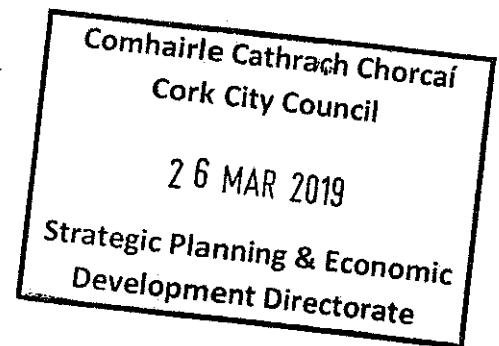 Comhairle Cathrach Chorcaí
Cork City Council
26 MAR 2019
Strategic Planning & Economic
Development Directorate